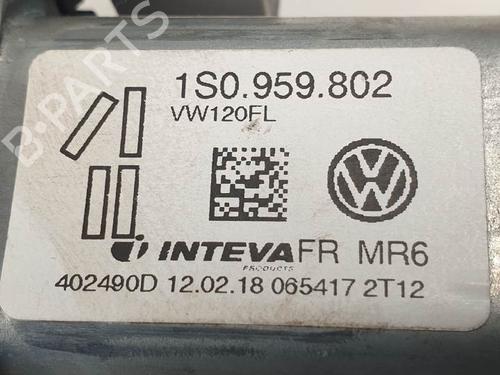 B-PARTS
1S0.959.802
VW120FL
INTEVA FR MR6
PRODUCTS
402490D 12.02.18 065417 2T12